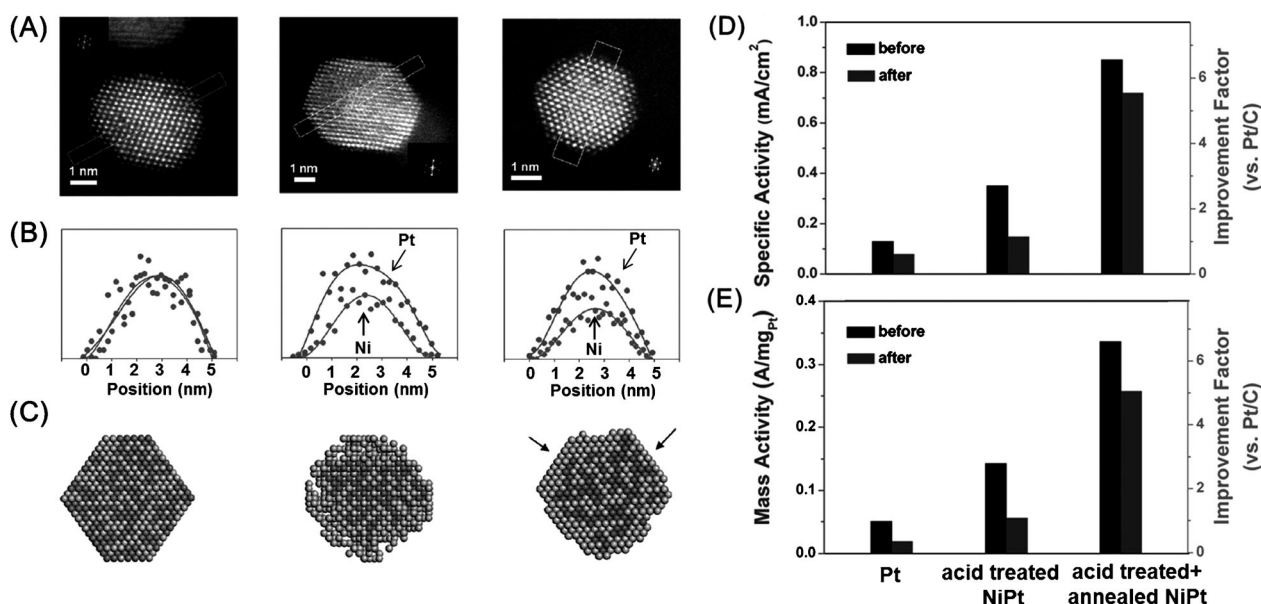 (A)
1 nm
1 nm
1 nm
(B)
Pt
Ni
0 1 2 3 4 5
Position (nm)
0 1 2 3 4 5
Position (nm)
Pt
Ni
0 1 2 3 4 5
Position (nm)
(C)
(D)
Specific Activity (mA/cm²)
1.0
0.8
0.6
0.4
0.2
0.0
before
after
6
4
2
0
Improvement Factor
(vs. Pt/C)
(E)
Mass Activity (A/mgPt)
0.4
0.3
0.2
0.1
0.0
before
after
6
4
2
0
Improvement Factor
(vs. Pt/C)
Pt
acid treated
NiPt
acid treated+
annealed NiPt